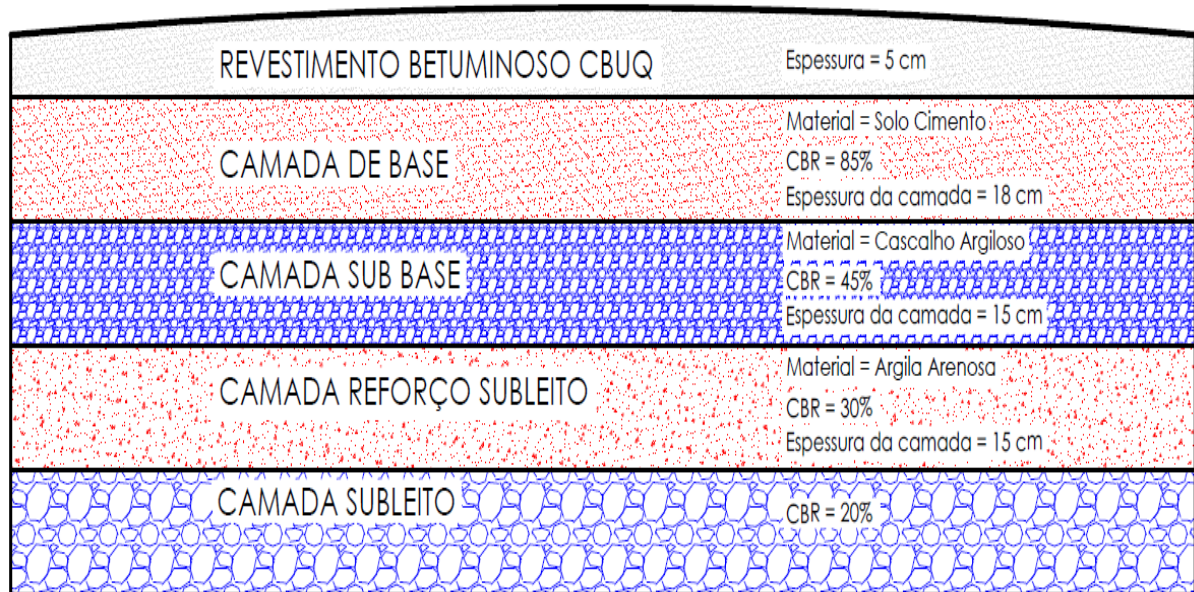 REVESTIMENTO BETUMINOSO CBUQ
Espessura = 5 cm
CAMADA DE BASE
Material = Solo Cimento
CBR = 85%
Espessura da camada = 18 cm
CAMADA SUB BASE
Material = Cascalho Argiloso
CBR = 45%
Espessura da camada = 15 cm
CAMADA REFORÇO SUBLEITO
Material = Argila Arenosa
CBR = 30%
Espessura da camada = 15 cm
CAMADA SUBLEITO
CBR = 20%